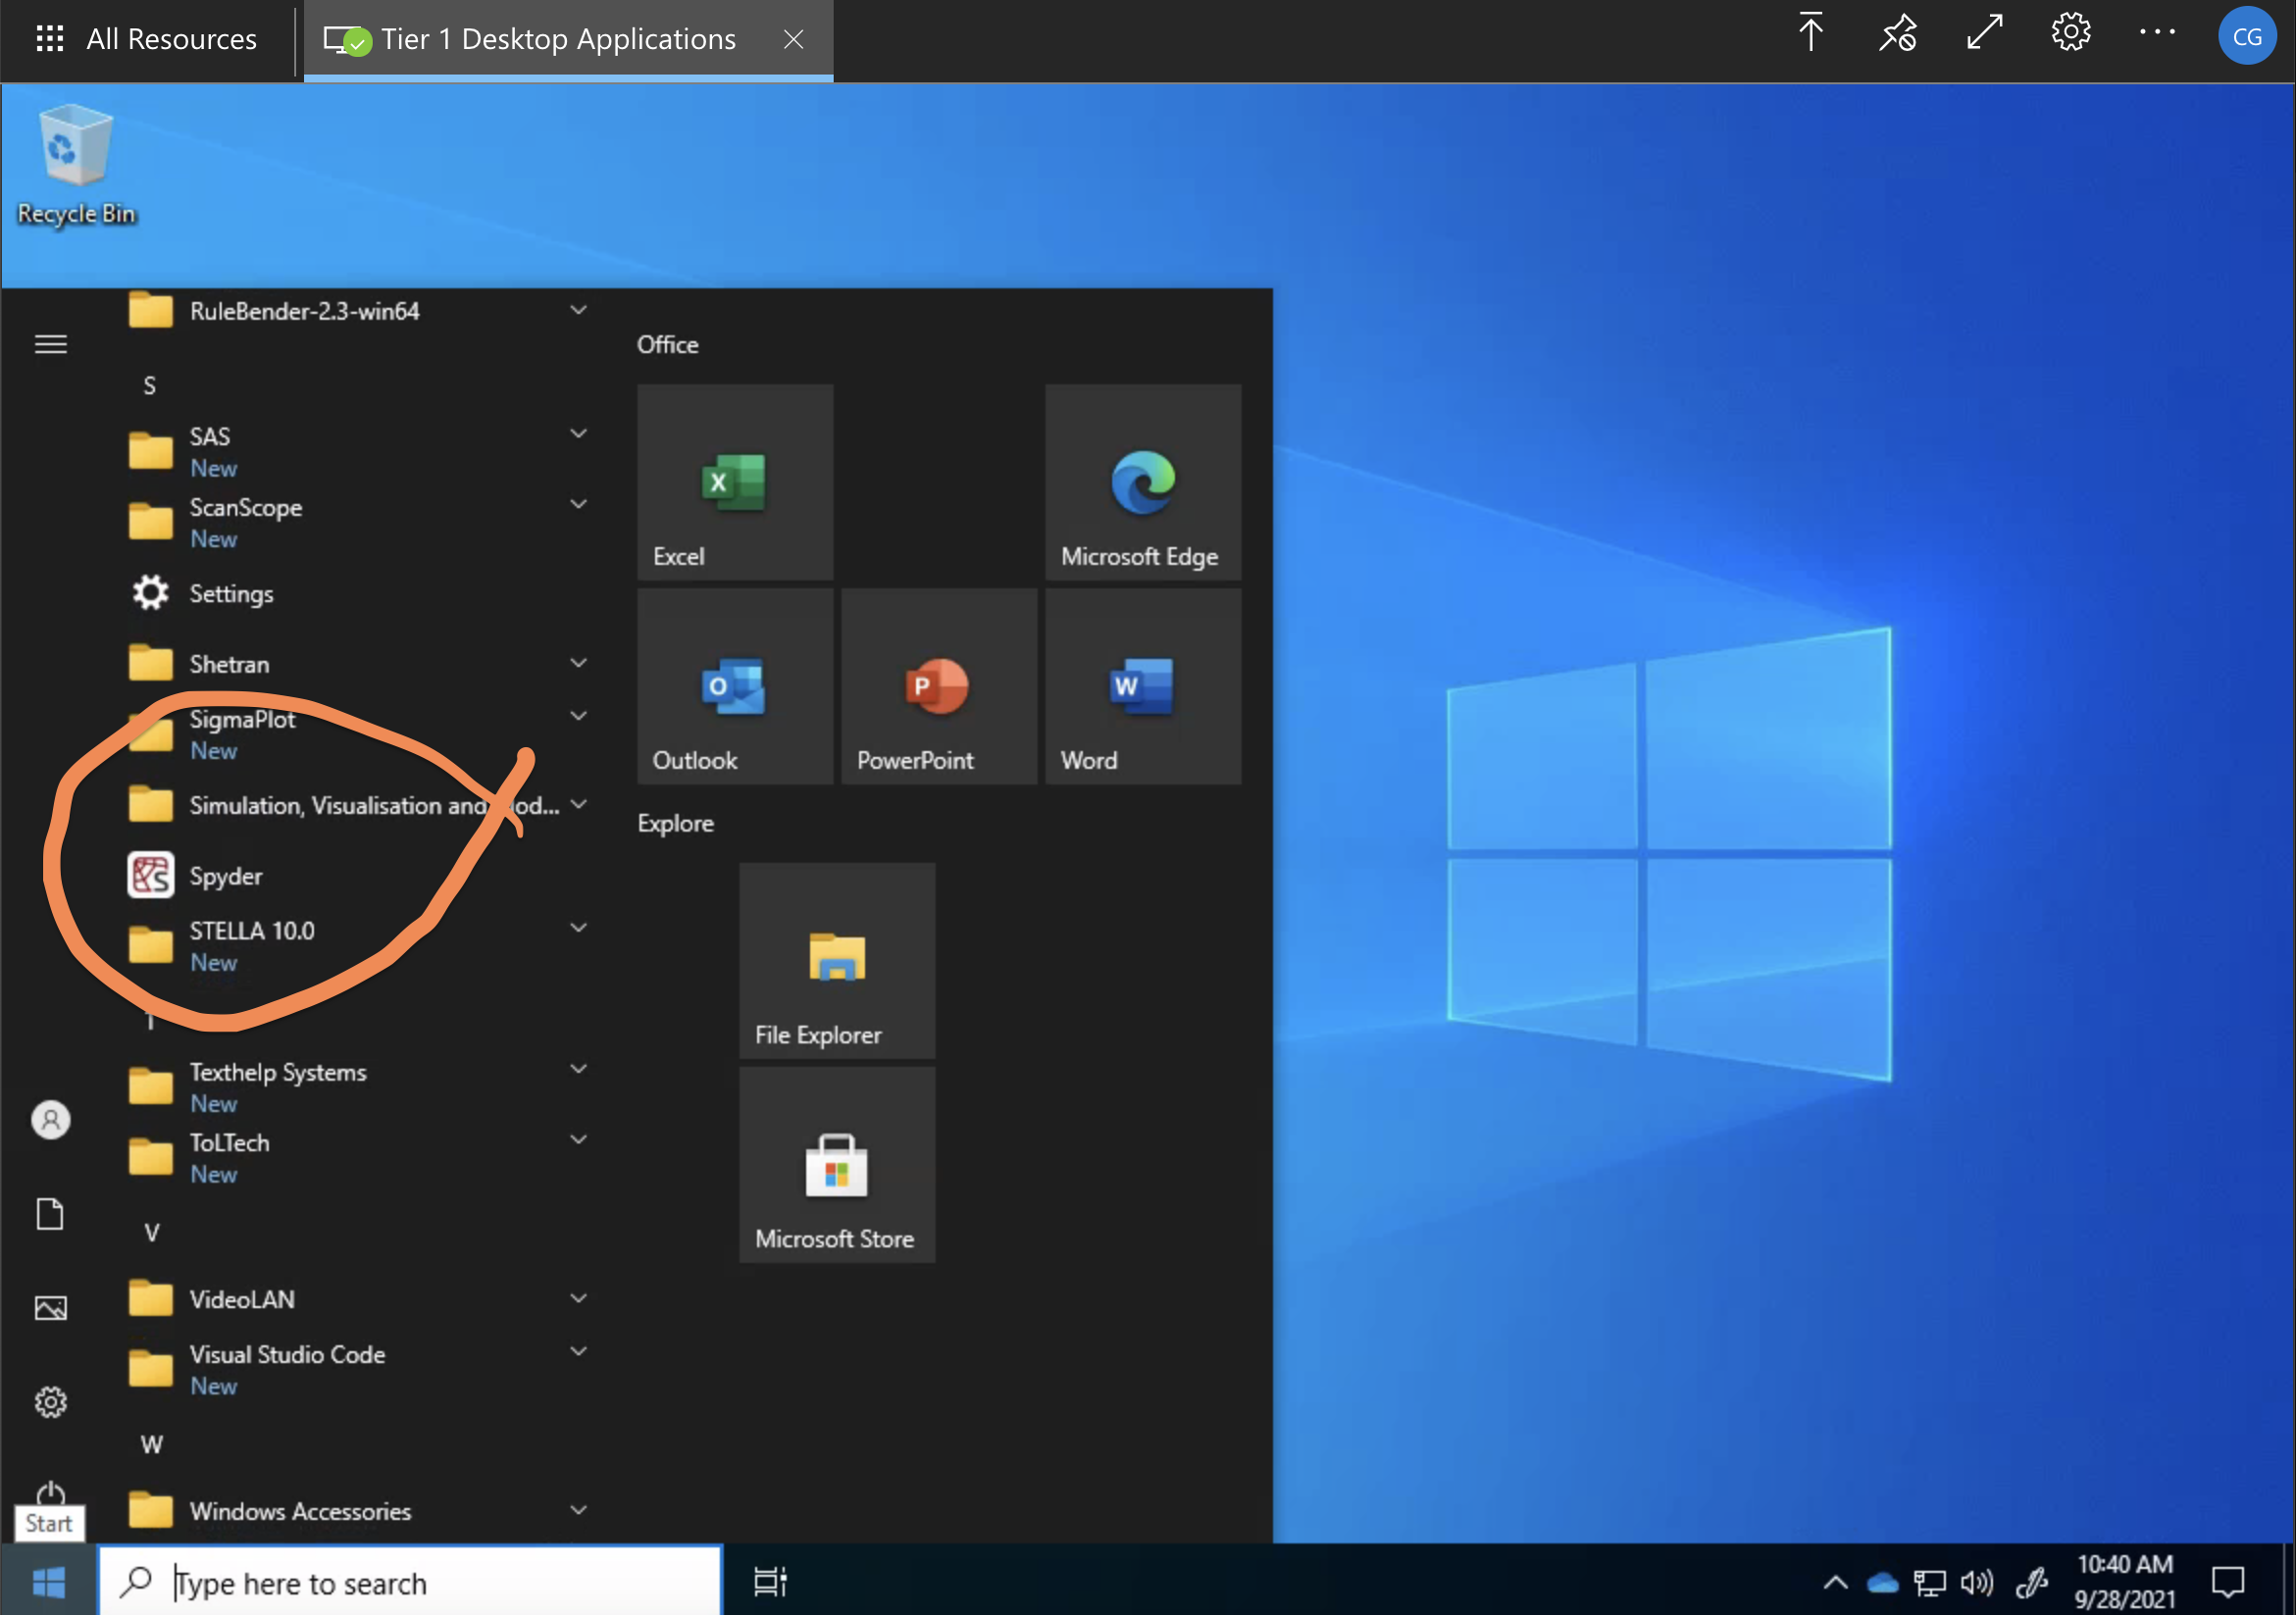 All Resources
Tier 1 Desktop Applications
CG
Recycle Bin
RuleBender-2.3-win64
S
SAS
New
ScanScope
New
Settings
Shetran
SigmaPlot
New
Simulation, Visualisation and
Spyder
STELLA 10.0
New
Texthelp Systems
New
ToLTech
New
V
VideoLAN
Visual Studio Code
New
W
Windows Accessories
Office
Excel
Microsoft Edge
Outlook
PowerPoint
Word
Explore
File Explorer
Microsoft Store
Start
Type here to search
10:40 AM
9/28/2021